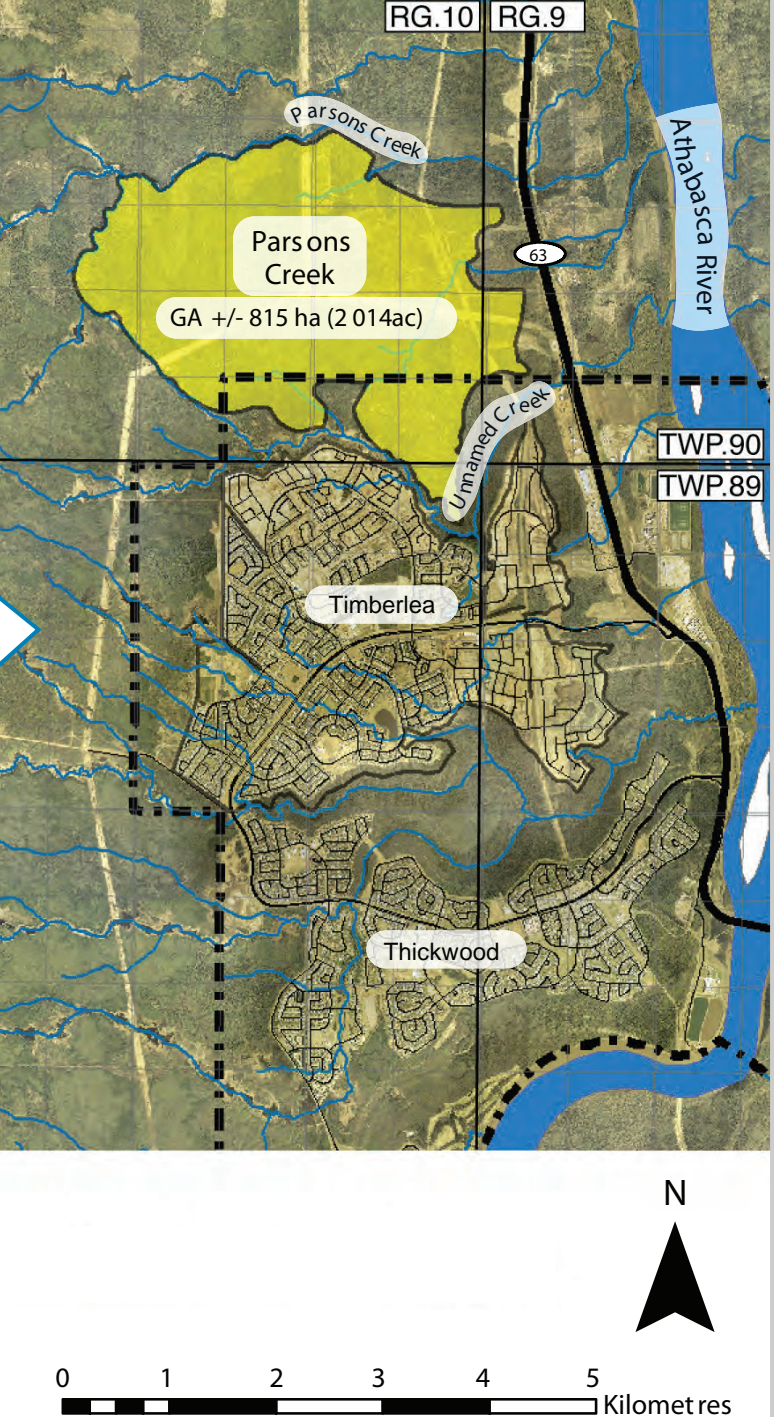 RG.10
RG.9
Parsons Creek
Athabasca River
Parsons
Creek
63
GA +/- 815 ha (2 014ac)
Unnamed Creek
TWP.90
TWP.89
Timberlea
Thickwood
N
0 1 2 3 4 5
Kilometres